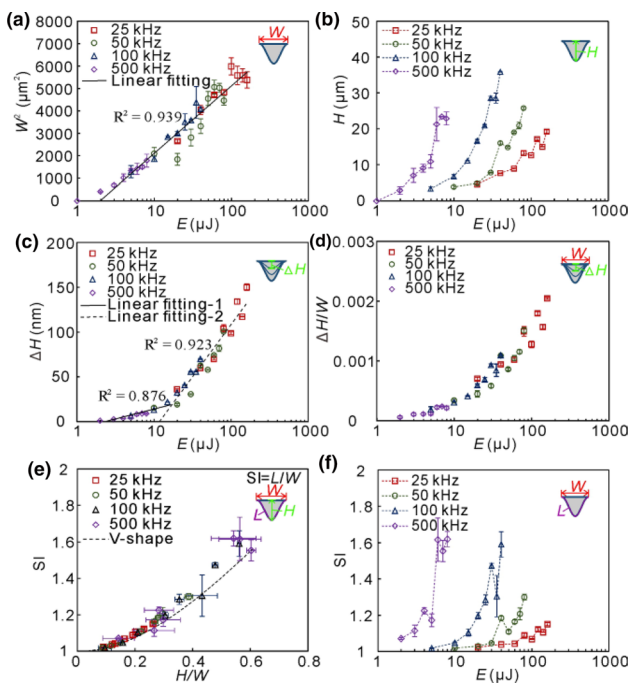 (a)
W
25 kHz
50 kHz
100 kHz
500 kHz
Linear fitting
R² = 0.939
W² (μm²)
8000
7000
6000
5000
4000
3000
2000
1000
0
1 10 100 1000
E (μJ)
(b)
H
25 kHz
50 kHz
100 kHz
500 kHz
H (μm)
50
40
30
20
10
0
1 10 100 1000
E (μJ)
(c)
ΔH
25 kHz
50 kHz
100 kHz
500 kHz
Linear fitting-1
Linear fitting-2
R² = 0.923
R² = 0.876
ΔH (nm)
200
150
100
50
0
1 10 100 1000
E (μJ)
(d)
W
ΔH
25 kHz
50 kHz
100 kHz
500 kHz
ΔH/W
0.003
0.002
0.001
0
1 10 100 1000
E (μJ)
(e)
SI=L/W
W
L
H
25 kHz
50 kHz
100 kHz
500 kHz
V-shape
SI
2
1.8
1.6
1.4
1.2
1
0 0.2 0.4 0.6 0.8
H/W
(f)
W
L
25 kHz
50 kHz
100 kHz
500 kHz
SI
2
1.8
1.6
1.4
1.2
1
1 10 100 1000
E (μJ)